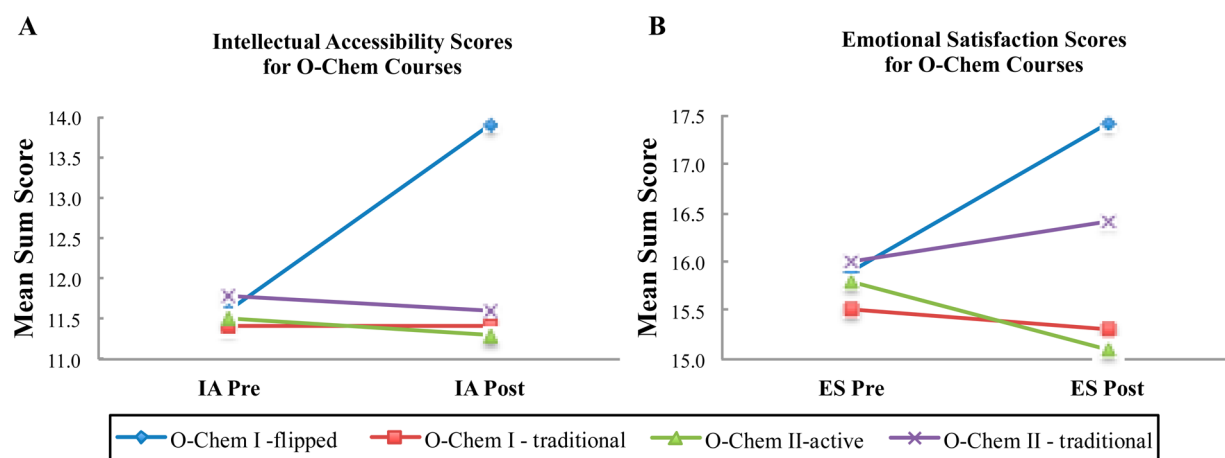 A
Intellectual Accessibility Scores
for O-Chem Courses
Mean Sum Score
14.0
13.5
13.0
12.5
12.0
11.5
11.0
IA Pre
IA Post
B
Emotional Satisfaction Scores
for O-Chem Courses
Mean Sum Score
17.5
17.0
16.5
16.0
15.5
15.0
ES Pre
ES Post
O-Chem I -flipped
O-Chem I - traditional
O-Chem II-active
O-Chem II - traditional